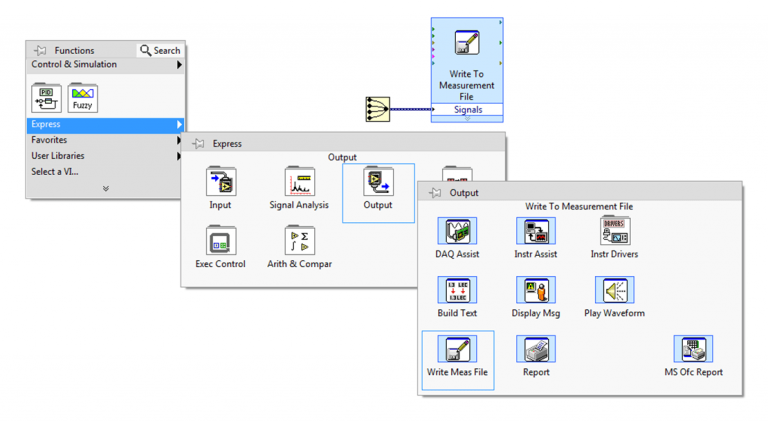 Functions
Search
Control & Simulation
PID
Fuzzy
Express
Favorites
User Libraries
Select a VI...
Write To
Measurement
File
Signals
Express
Output
Input
Signal Analysis
Output
Exec Control
Arith & Compar
Output
Write To Measurement File
DAQ Assist
Instr Assist
DRIVERS
Instr Drivers
Build Text
Display Msg
Play Waveform
Write Meas File
Report
MS Ofc Report